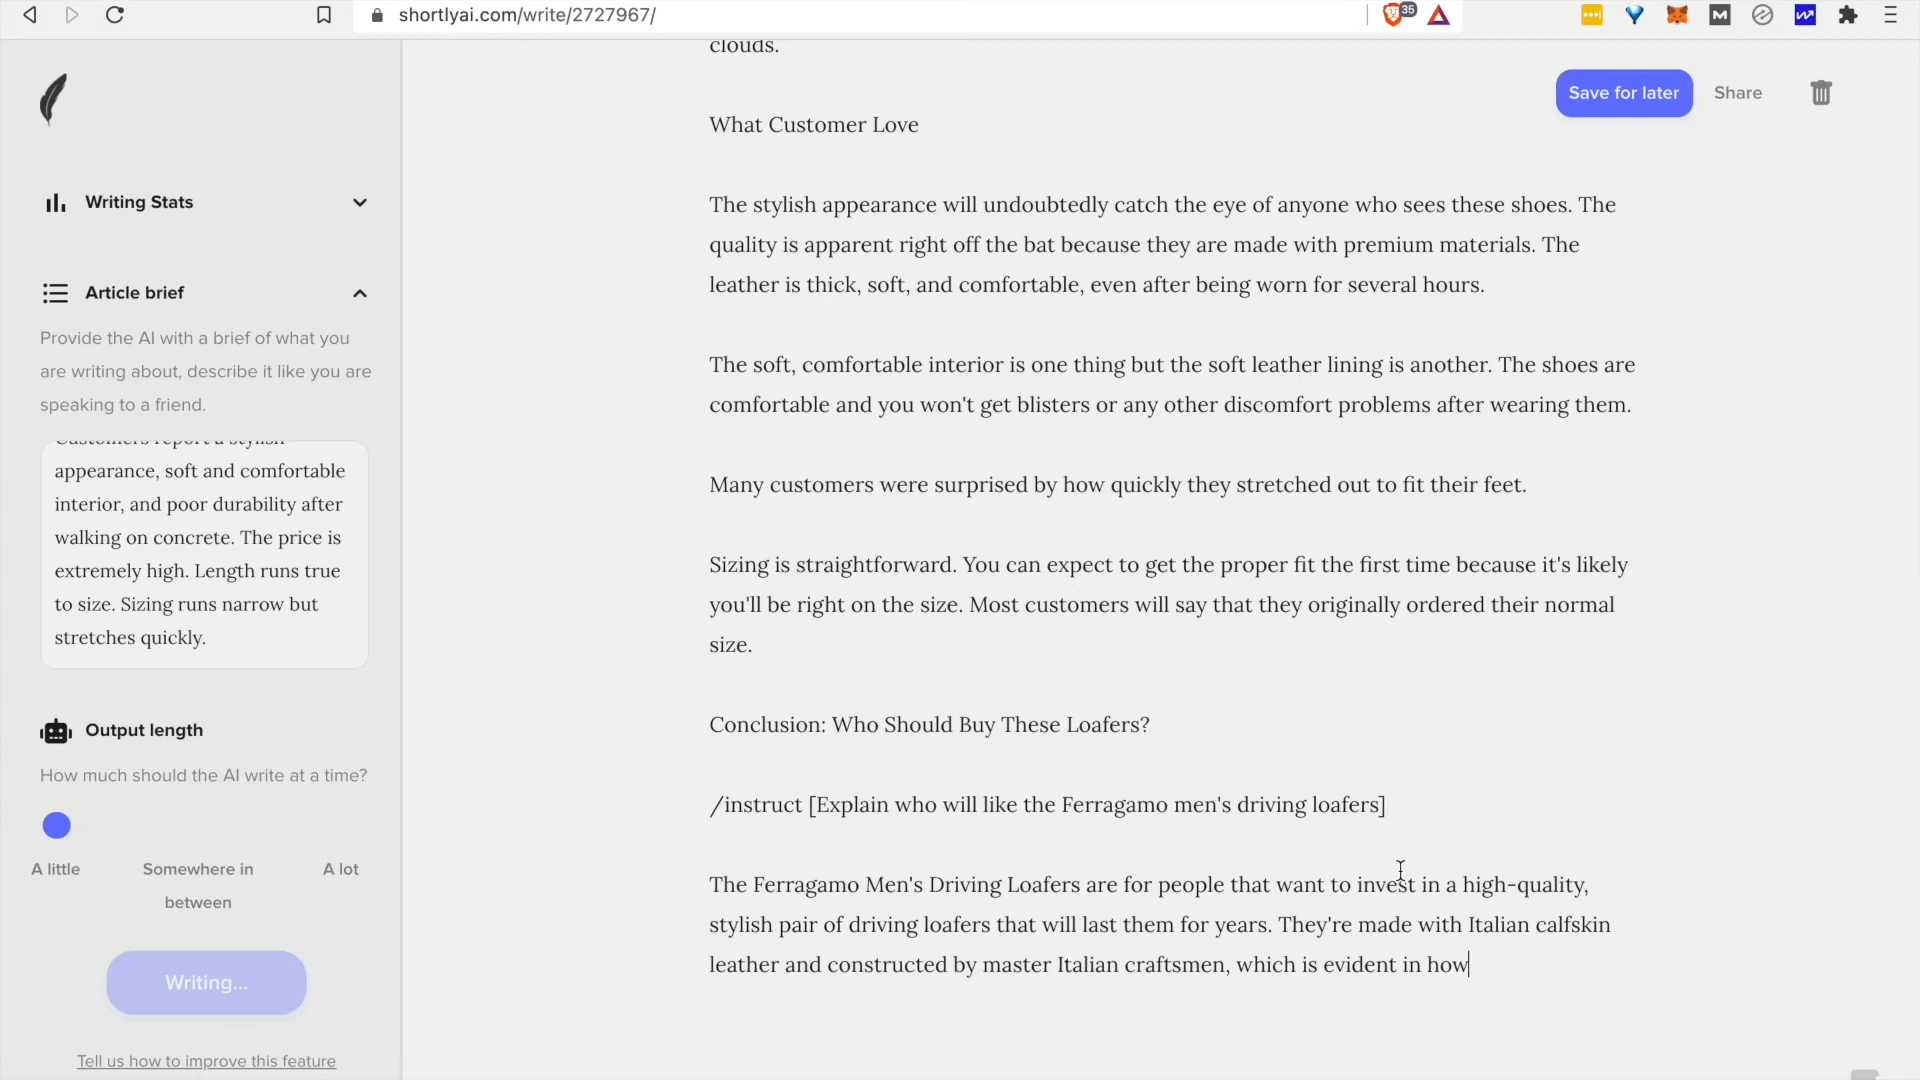 shortlyai.com/write/2727967/
35
clouds.
Save for later
Share
What Customer Love
Writing Stats
The stylish appearance will undoubtedly catch the eye of anyone who sees these shoes. The
quality is apparent right off the bat because they are made with premium materials. The
leather is thick, soft, and comfortable, even after being worn for several hours.
Article brief
Provide the AI with a brief of what you
are writing about, describe it like you are
speaking to a friend.
Customers report a stylish
appearance, soft and comfortable
interior, and poor durability after
walking on concrete. The price is
extremely high. Length runs true
to size. Sizing runs narrow but
stretches quickly.
The soft, comfortable interior is one thing but the soft leather lining is another. The shoes are
comfortable and you won't get blisters or any other discomfort problems after wearing them.
Many customers were surprised by how quickly they stretched out to fit their feet.
Sizing is straightforward. You can expect to get the proper fit the first time because it's likely
you'll be right on the size. Most customers will say that they originally ordered their normal
size.
Output length
How much should the AI write at a time?
A little
Somewhere in
between
A lot
Writing...
Tell us how to improve this feature
Conclusion: Who Should Buy These Loafers?
/instruct [Explain who will like the Ferragamo men's driving loafers]
The Ferragamo Men's Driving Loafers are for people that want to invest in a high-quality,
stylish pair of driving loafers that will last them for years. They're made with Italian calfskin
leather and constructed by master Italian craftsmen, which is evident in how